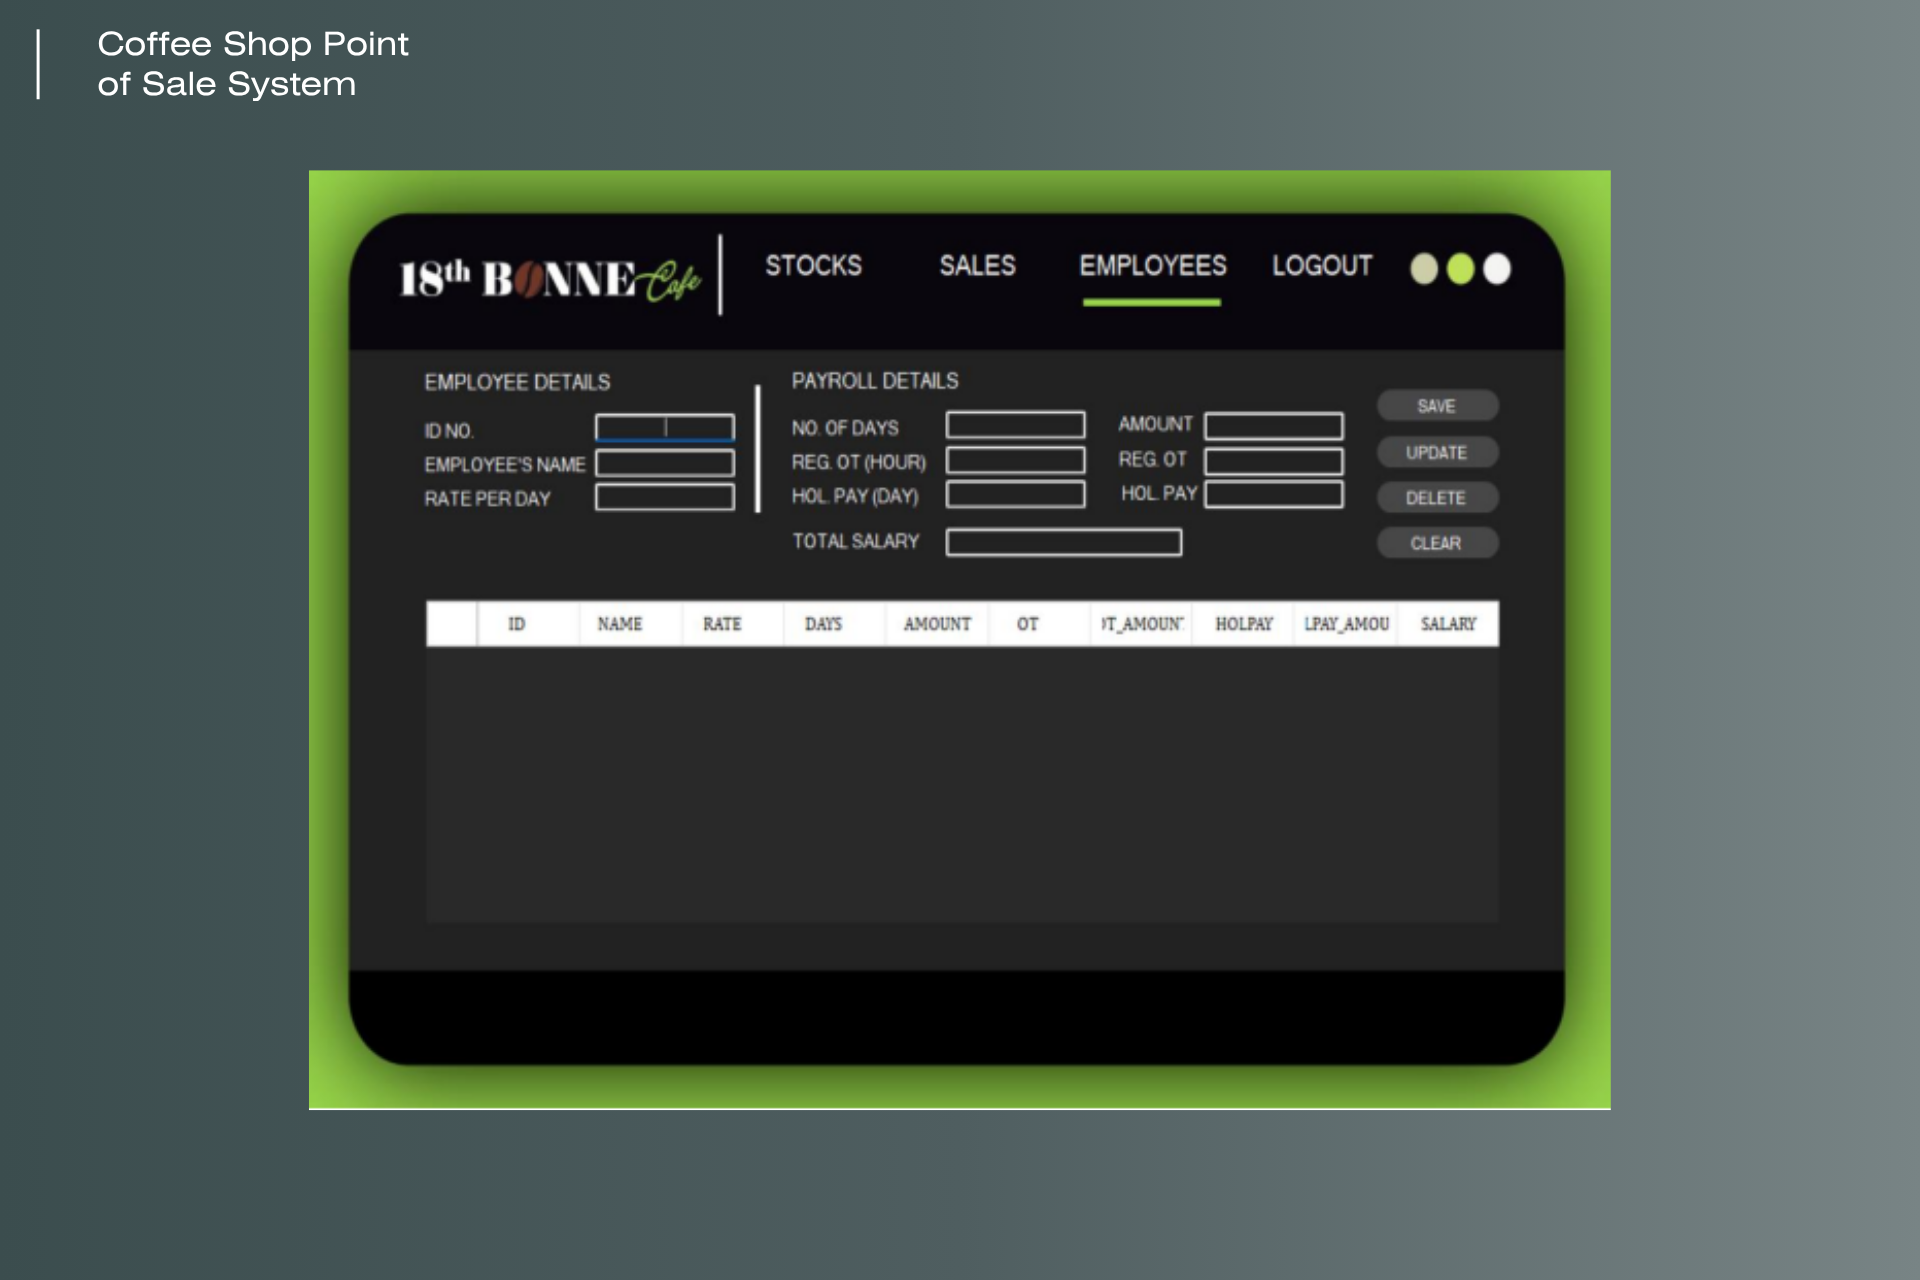 Coffee Shop Point
of Sale System
18th BONNE Cafe
STOCKS SALES EMPLOYEES LOGOUT
EMPLOYEE DETAILS
ID NO.
EMPLOYEE'S NAME
RATE PER DAY
PAYROLL DETAILS
NO. OF DAYS
REG. OT (HOUR)
HOL. PAY (DAY)
TOTAL SALARY
AMOUNT
REG. OT
HOL. PAY
SAVE
UPDATE
DELETE
CLEAR
ID NAME RATE DAYS AMOUNT OT T_AMOUN HOLPAY LPAY_AMOU SALARY